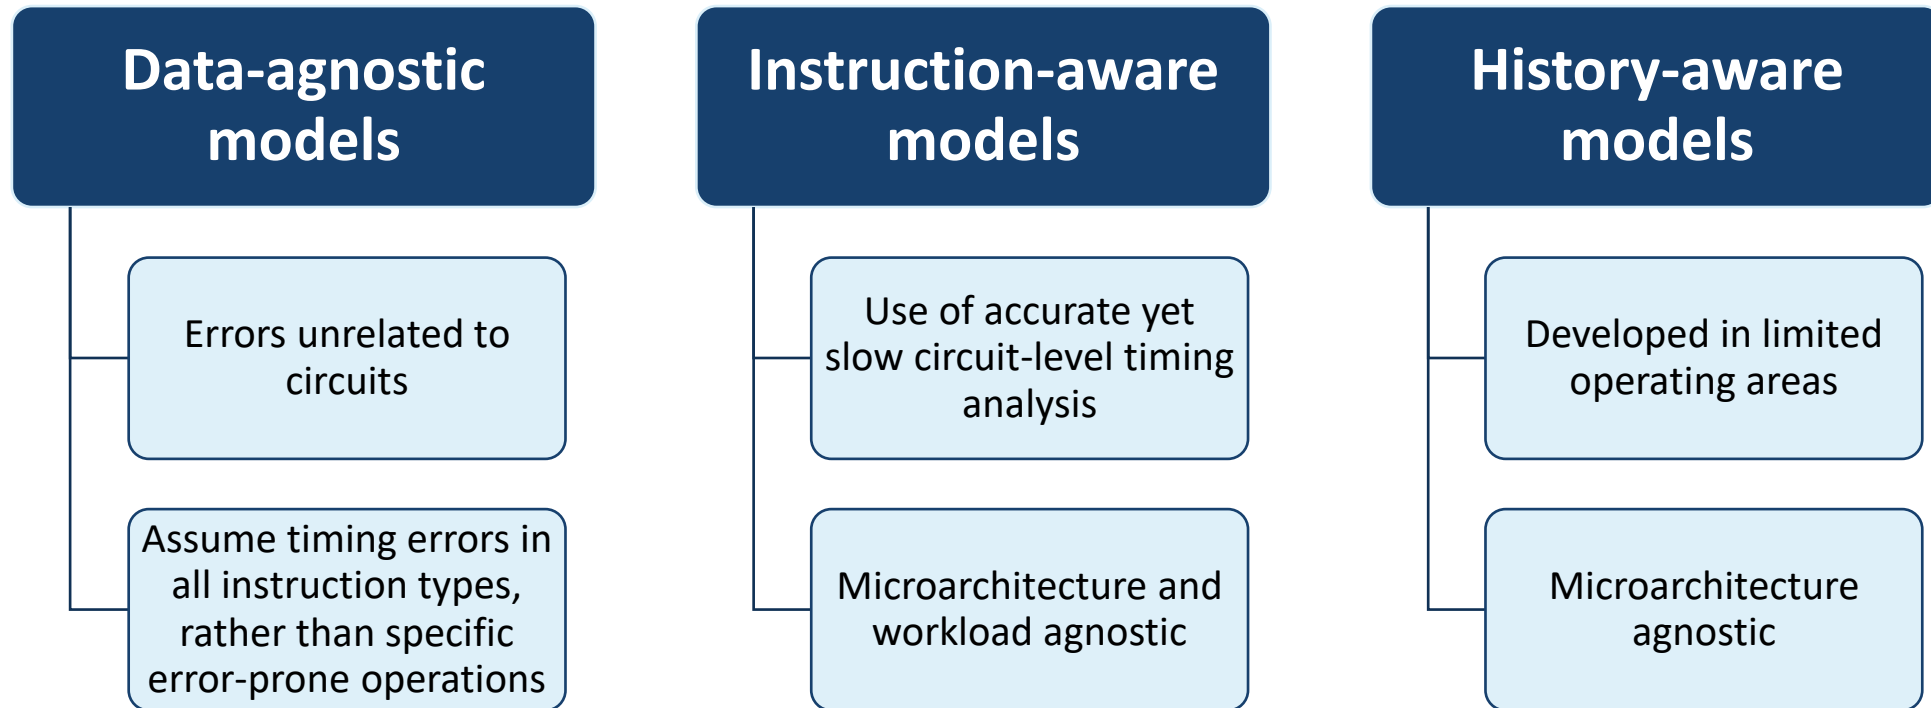 Data-agnostic
models
Errors unrelated to
circuits
Assume timing errors in
all instruction types,
rather than specific
error-prone operations
Instruction-aware
models
Use of accurate yet
slow circuit-level timing
analysis
Microarchitecture and
workload agnostic
History-aware
models
Developed in limited
operating areas
Microarchitecture
agnostic